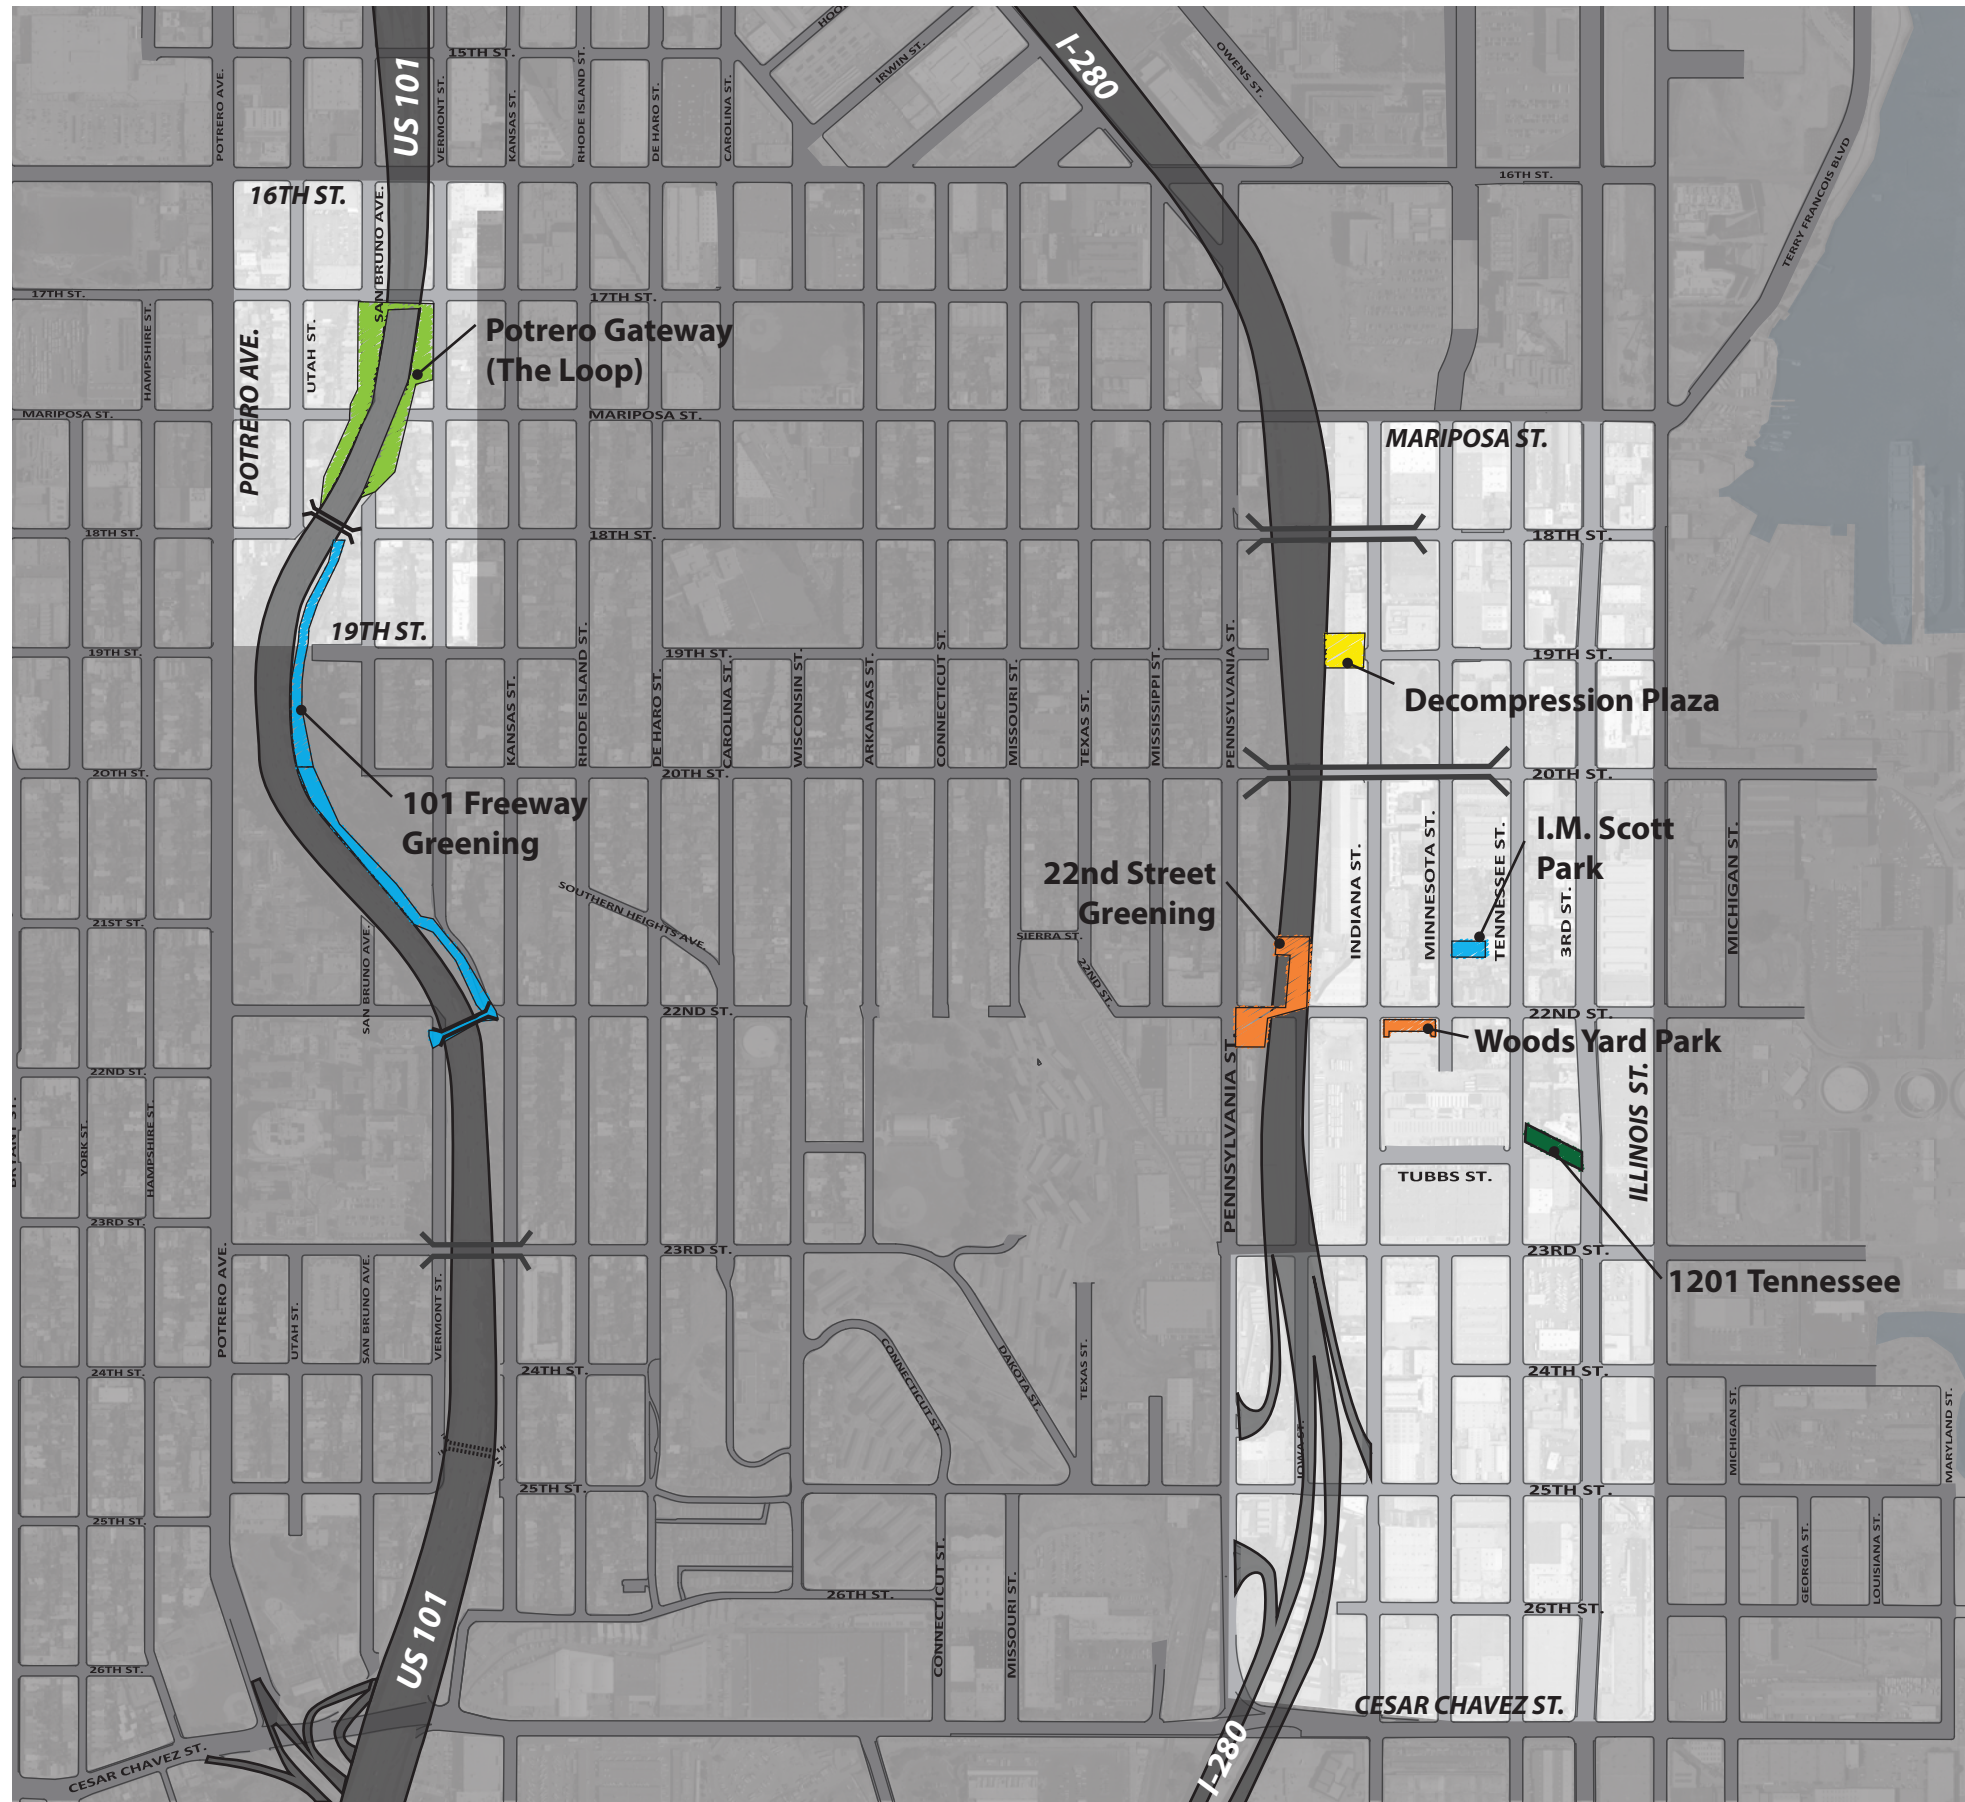 HOO
15TH ST.
US 101
I-280
IRWIN ST.
OWENS ST.
POTRERO AVE.
VERMONT ST.
KANSAS ST.
RHODE ISLAND ST.
DE HARO ST.
CAROLINA ST.
TERRY FRANCOIS BLVD
16TH ST.
16TH ST.
SAN BRUNO AVE.
17TH ST.
17TH ST.
HAMPSHIRE ST.
POTRERO AVE.
UTAH ST.
Potrero Gateway
(The Loop)
MARIPOSA ST.
MARIPOSA ST.
MARIPOSA ST.
18TH ST.
18TH ST.
18TH ST.
19TH ST.
19TH ST.
19TH ST.
19TH ST.
KANSAS ST.
RHODE ISLAND ST.
DE HARO ST.
CAROLINA ST.
WISCONSIN ST.
ARKANSAS ST.
CONNECTICUT ST.
MISSOURI ST.
TEXAS ST.
MISSISSIPPI ST.
PENNSYLVANIA ST.
Decompression Plaza
20TH ST.
20TH ST.
20TH ST.
101 Freeway
Greening
I.M. Scott
Park
22nd Street
Greening
INDIANA ST.
MINNESOTA ST.
TENNESSEE ST.
3RD ST.
MICHIGAN ST.
SOUTHERN HEIGHTS AVE.
21ST ST.
SAN BRUNO AVE.
SIERRA ST.
22ND ST.
22ND ST.
22ND ST.
Woods Yard Park
22ND ST.
PENNSYLVANIA ST.
ILLINOIS ST.
BRYANT ST.
YORK ST.
HAMPSHIRE ST.
TUBBS ST.
23RD ST.
23RD ST.
23RD ST.
1201 Tennessee
POTRERO AVE.
UTAH ST.
SAN BRUNO AVE.
VERMONT ST.
CONNECTICUT ST.
DAKOTA ST.
TEXAS ST.
24TH ST.
24TH ST.
24TH ST.
IOWA ST.
MICHIGAN ST.
MARYLAND ST.
25TH ST.
25TH ST.
25TH ST.
GEORGIA ST.
LOUISIANA ST.
CONNECTICUT ST.
MISSOURI ST.
26TH ST.
26TH ST.
26TH ST.
US 101
CESAR CHAVEZ ST.
CESAR CHAVEZ ST.
I-280